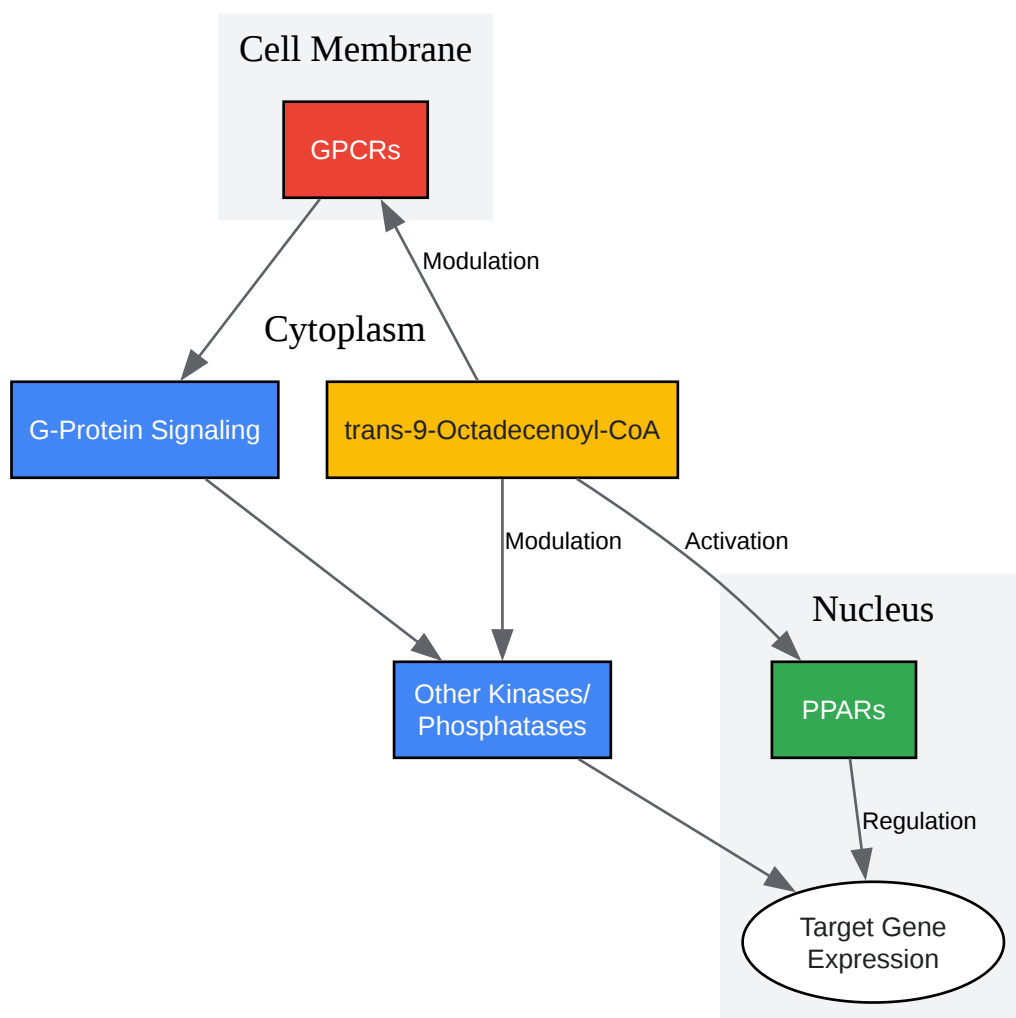 Cell Membrane
GPCRs
Modulation
Cytoplasm
G-Protein Signaling
trans-9-Octadecenoyl-CoA
Modulation
Activation
Nucleus
Other Kinases/
Phosphatases
PPARs
Regulation
Target Gene
Expression